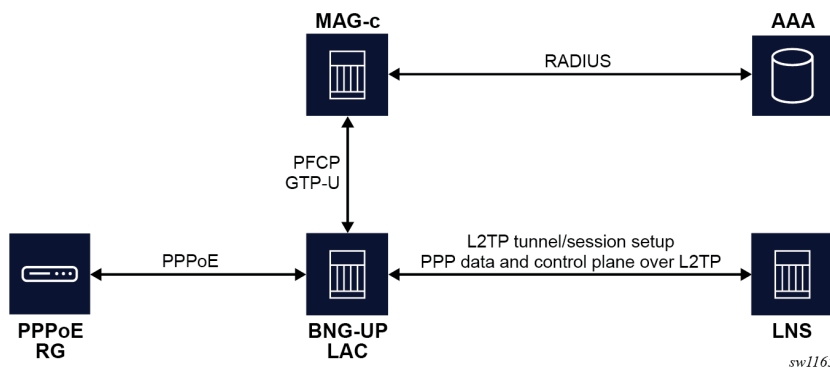 MAG-c
AAA
RADIUS
PFCP
GTP-U
L2TP tunnel/session setup
PPPoE
PPP data and control plane over L2TP
PPPoE
RG
BNG-UP
LAC
LNS